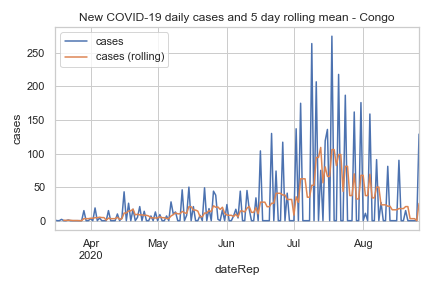 New COVID-19 daily cases and 5 day rolling mean - Congo
cases
cases (rolling)
250
200
150
100
50
0
cases
Apr May Jun Jul Aug
2020
dateRep